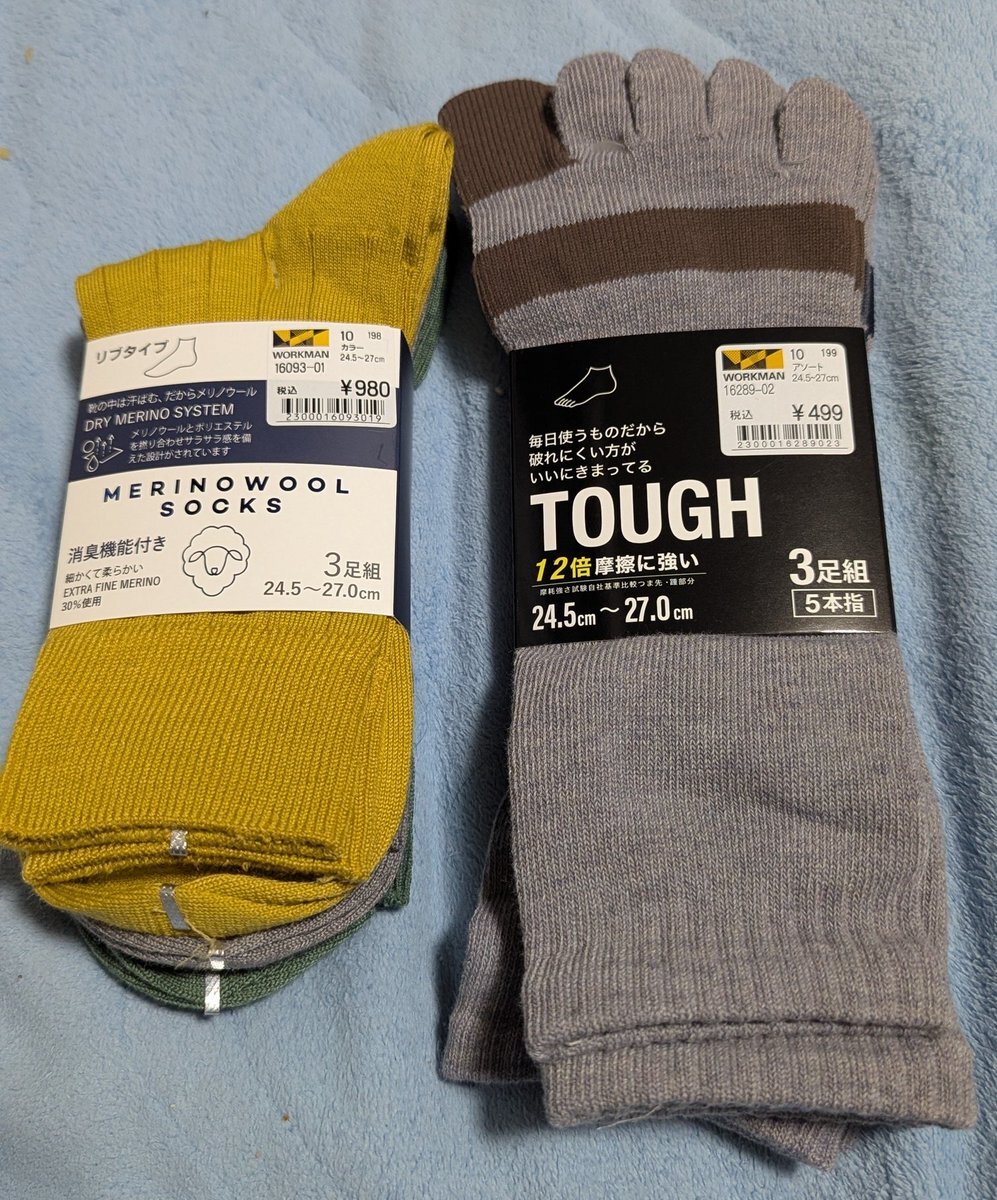 リブタイプ
WORKMAN
16093-01
10 198
カラー
24.5~27cm
税込 ¥980
2300016093019
靴の中は汗ばむ、だからメリノウール
DRY MERINO SYSTEM
メリノウールとポリエステル
を撚り合わせサラサラ感を備
えた設計がされています
MERINOWOOL
SOCKS
消臭機能付き
細かくて柔らかい
EXTRA FINE MERINO
30%使用
3足組
24.5~27.0cm
WORKMAN
16289-02
10 199
アソート
24.5~27cm
税込 ¥499
2300016289023
毎日使うものだから
破れにくい方が
いいにきまってる
TOUGH
12倍摩擦に強い
摩耗強さ試験自社基準比較つま先・踵部分
24.5cm~27.0cm
3足組
5本指